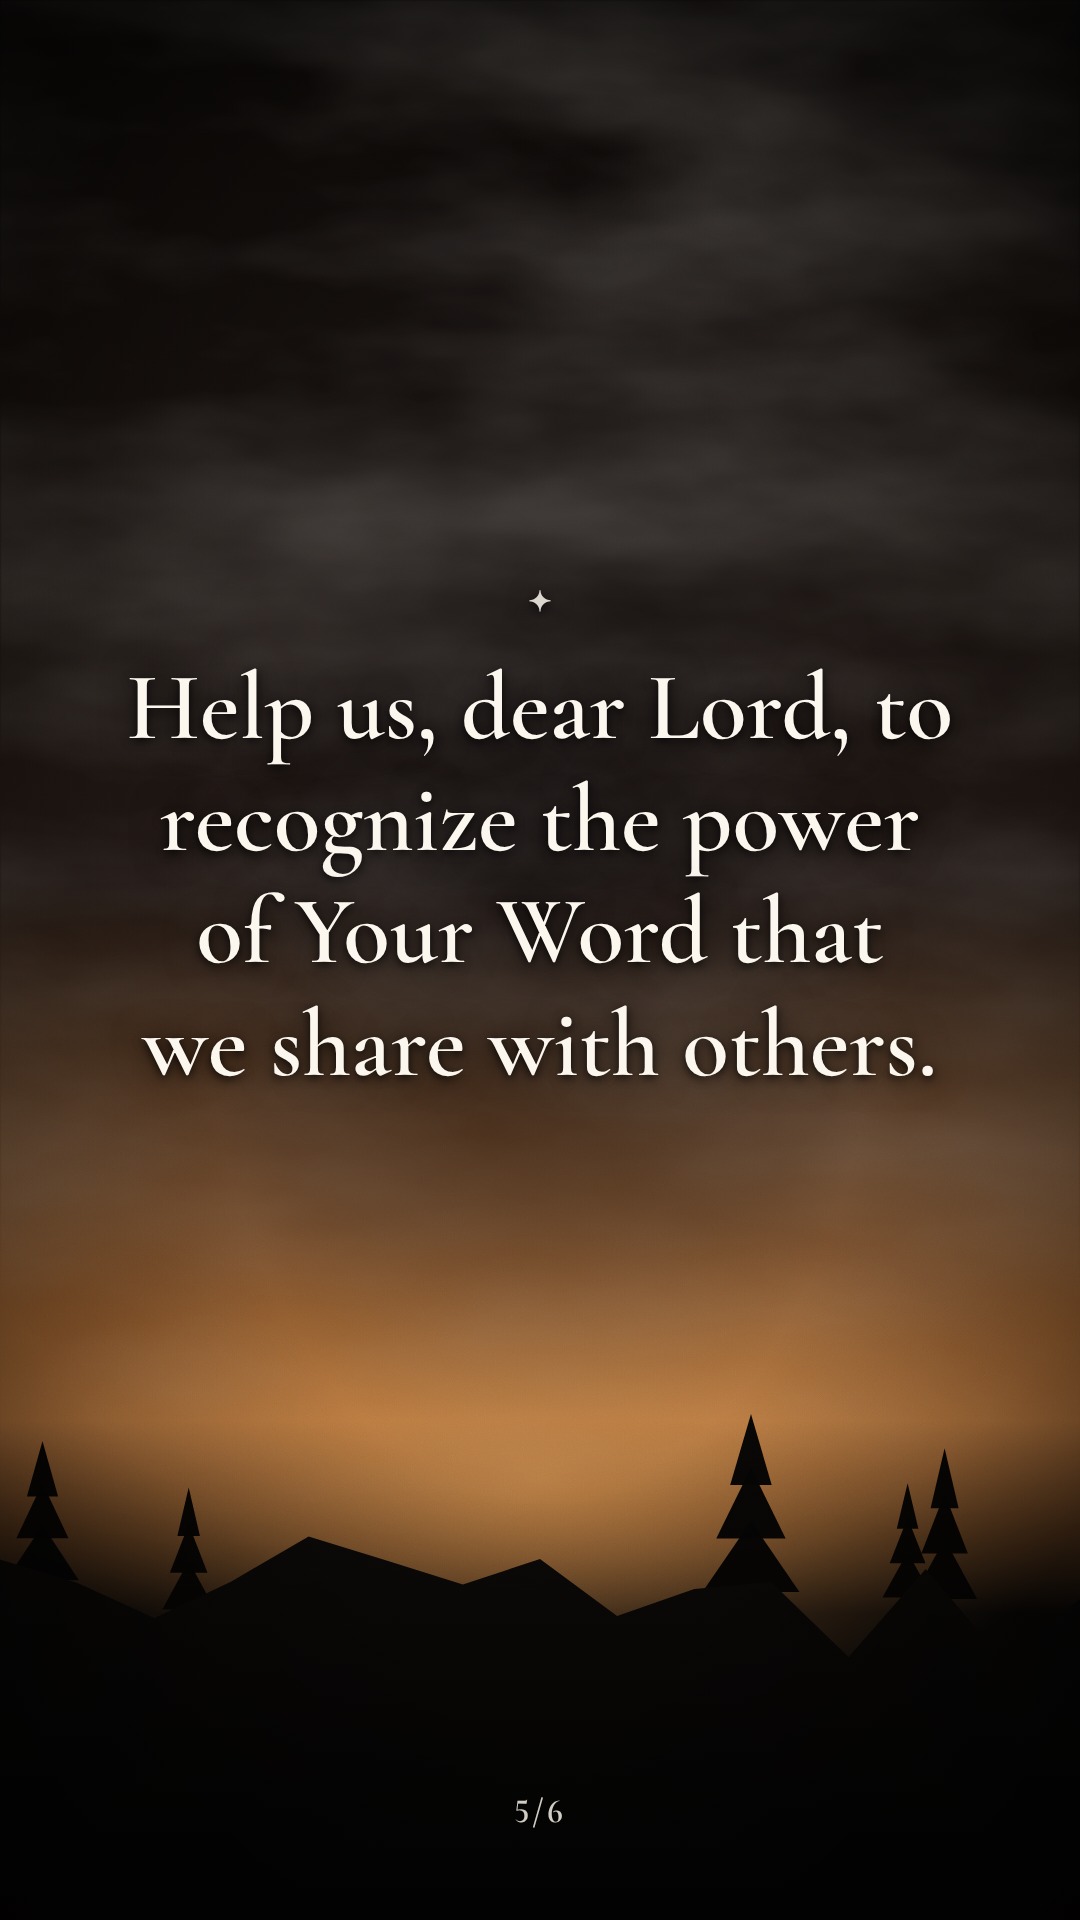 Help us, dear Lord, to
recognize the power
of Your Word that
we share with others.
5/6